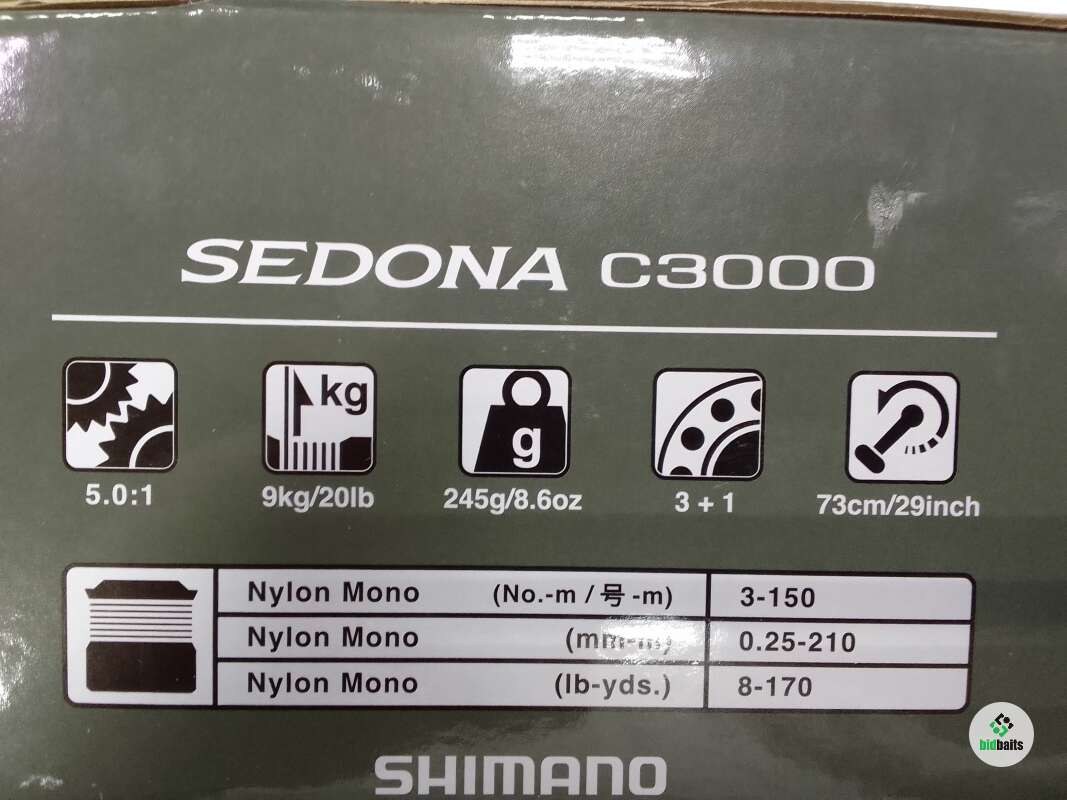 SEDONA C3000
kg
g
5.0:1 9kg/20lb 245g/8.6oz 3 + 1 73cm/29inch
Nylon Mono (No.-m / 号 -m) 3-150
Nylon Mono (mm-m) 0.25-210
Nylon Mono (lb-yds.) 8-170
SHIMANO
bidbaits